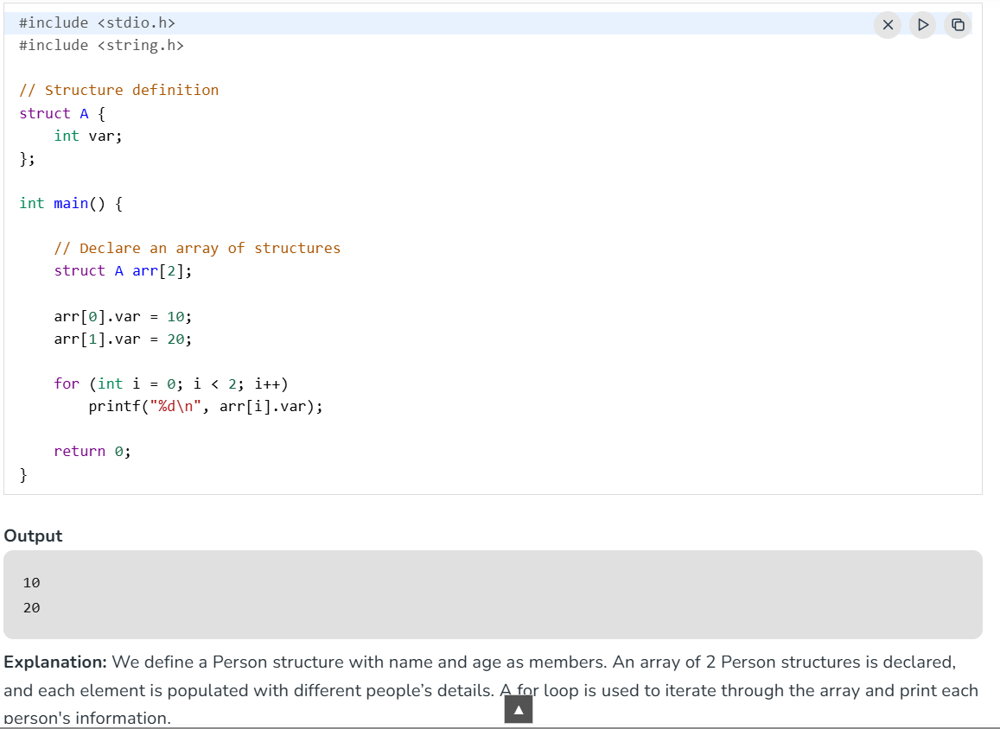 #include <stdio.h>
#include <string.h>
// Structure definition
struct A {
    int var;
};
int main() {
    // Declare an array of structures
    struct A arr[2];
    arr[0].var = 10;
    arr[1].var = 20;
    for (int i = 0; i < 2; i++)
        printf("%d\n", arr[i].var);
    return 0;
}
Output
10
20
Explanation: We define a Person structure with name and age as members. An array of 2 Person structures is declared,
and each element is populated with different people’s details. A for loop is used to iterate through the array and print each
person's information.